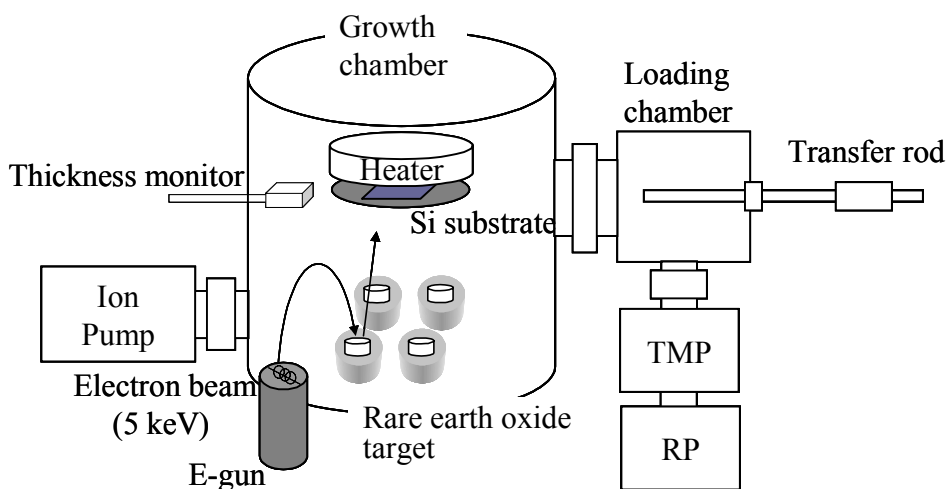 Growth
chamber
Loading
chamber
Transfer rod
Heater
Thickness monitor
Si substrate
Ion
Pump
TMP
Electron beam
(5 keV)
Rare earth oxide
target
RP
E-gun